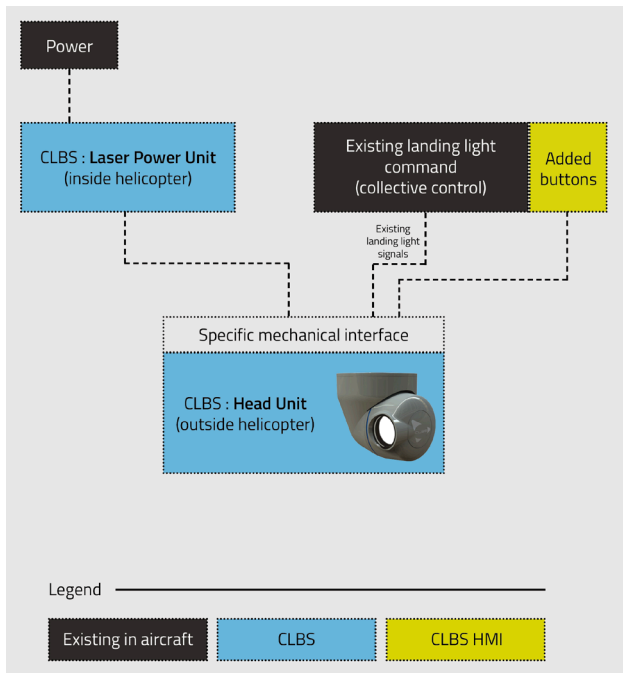 Power
CLBS : Laser Power Unit
(inside helicopter)
Existing landing light
command
(collective control)
Added
buttons
Existing
landing light
signals
Specific mechanical interface
CLBS : Head Unit
(outside helicopter)
Legend
Existing in aircraft
CLBS
CLBS HMI